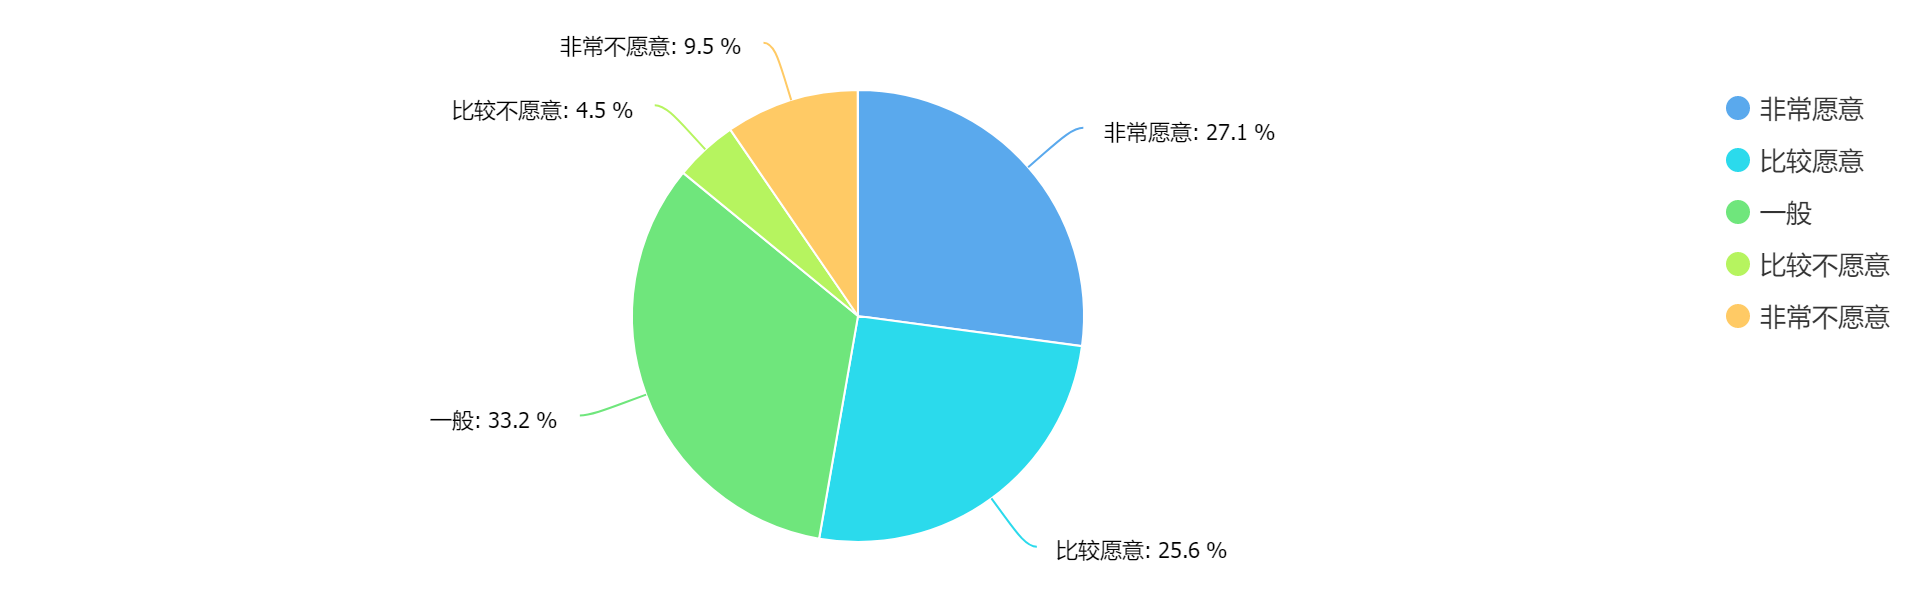 非常不愿意: 9.5 %
比较不愿意: 4.5 %
非常愿意: 27.1 %
一般: 33.2 %
比较愿意: 25.6 %
非常愿意
比较愿意
一般
比较不愿意
非常不愿意